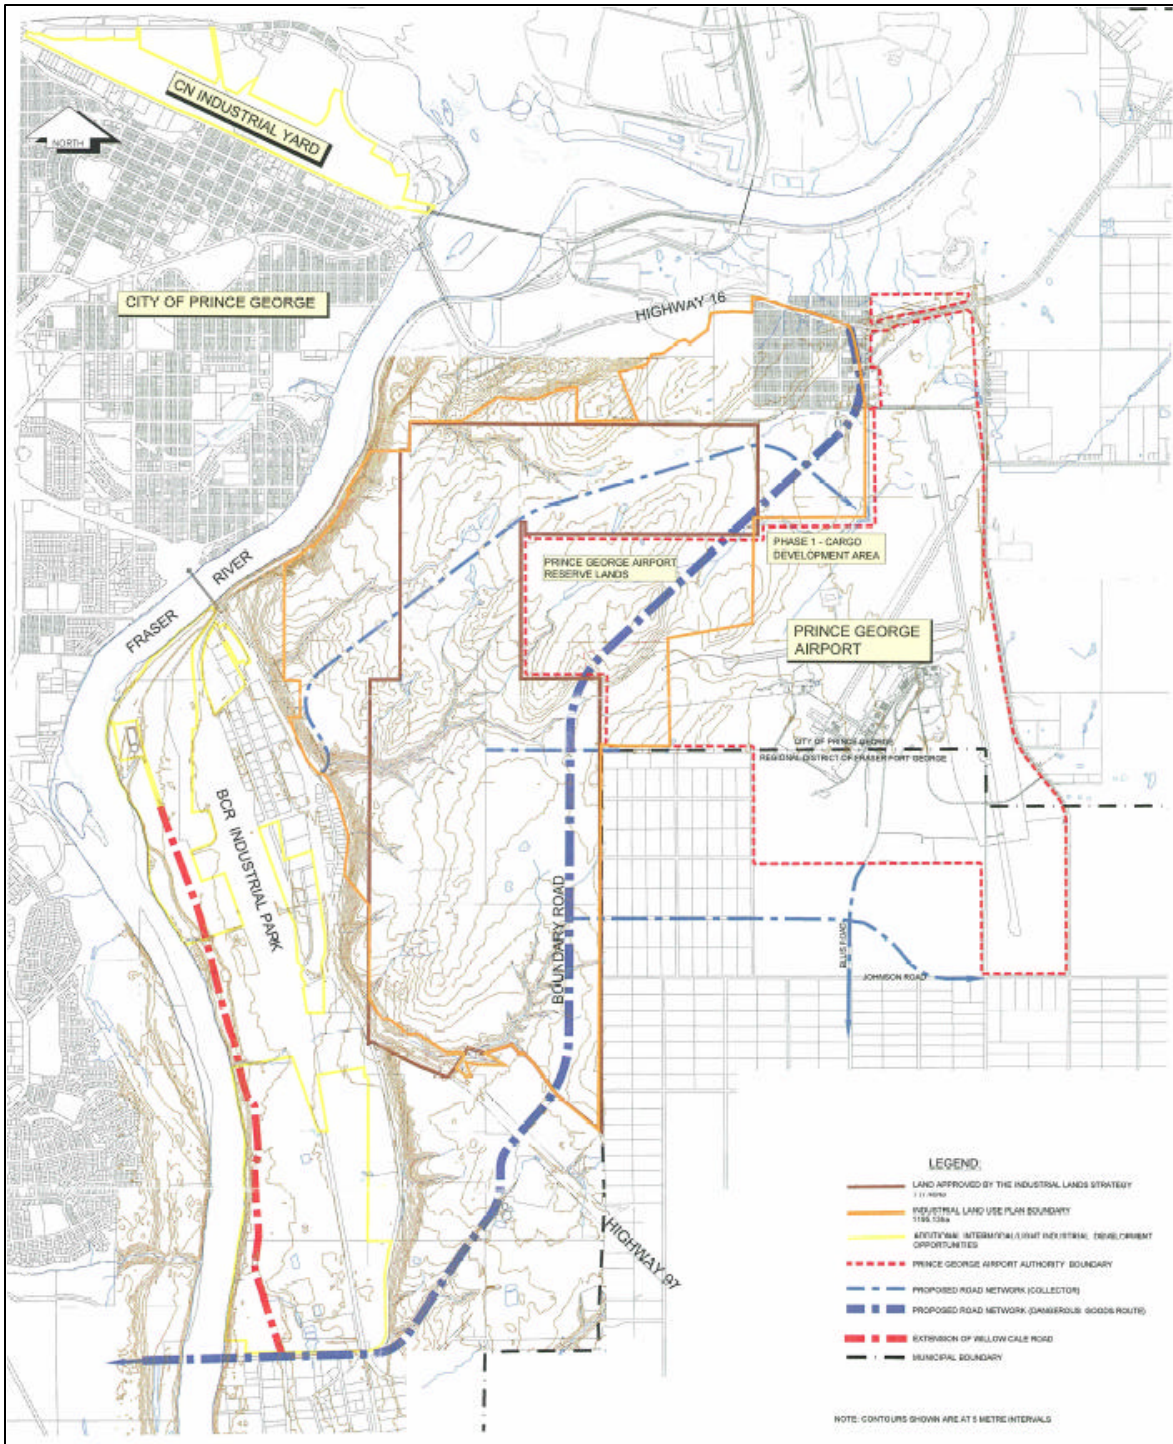 CN INDUSTRIAL YARD
NORTH
CITY OF PRINCE GEORGE
HIGHWAY 16
FRASER RIVER
PRINCE GEORGE AIRPORT
RESERVE LANDS
PHASE 1 - CARGO
DEVELOPMENT AREA
PRINCE GEORGE
AIRPORT
CITY OF PRINCE GEORGE
REGIONAL DISTRICT OF FRASER FORT GEORGE
BCR INDUSTRIAL PARK
BOUNDARY ROAD
JOHNSON ROAD
HIGHWAY 97
LEGEND:
LAND APPROVED BY THE INDUSTRIAL LANDS STRATEGY
INDUSTRIAL LAND USE PLAN BOUNDARY
ADDITIONAL INTERMODAL/LIGHT INDUSTRIAL DEVELOPMENT
OPPORTUNITIES
PRINCE GEORGE AIRPORT AUTHORITY BOUNDARY
PROPOSED ROAD NETWORK (COLLECTOR)
PROPOSED ROAD NETWORK (DANGEROUS GOODS ROUTE)
EXTENSION OF WILLOW CALE ROAD
MUNICIPAL BOUNDARY
NOTE: CONTOURS SHOWN ARE AT 5 METRE INTERVALS